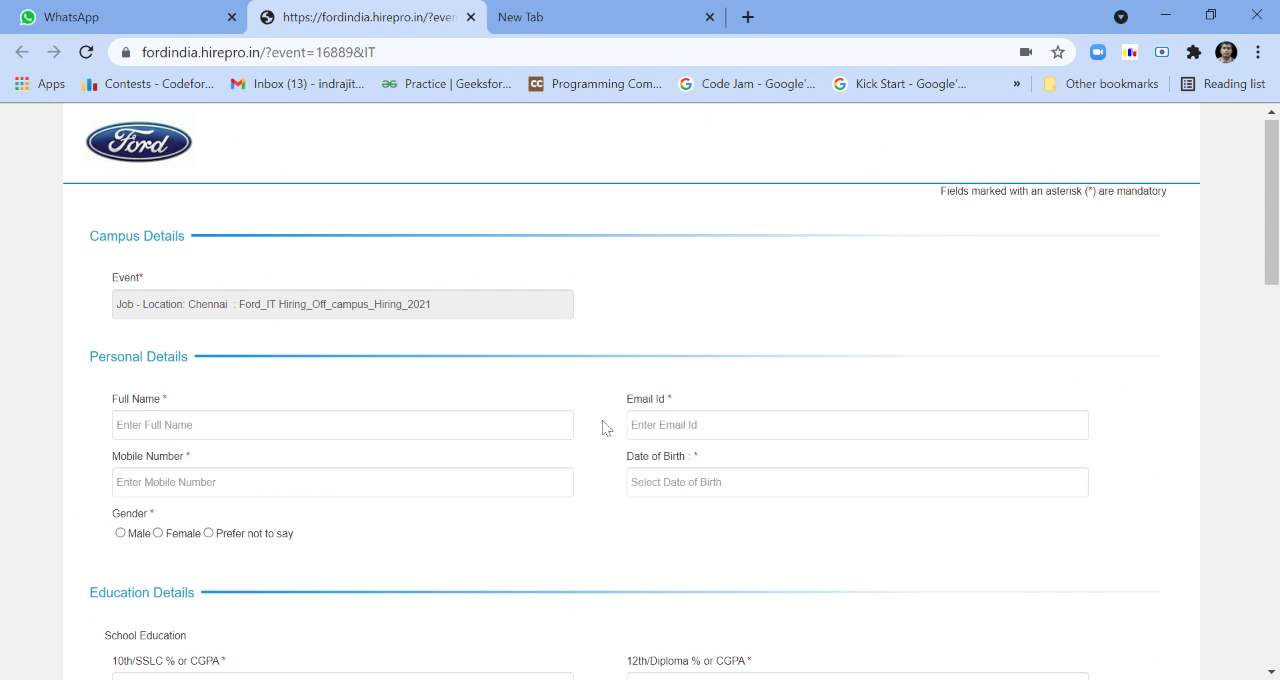 WhatsApp
https://fordindia.hirepro.in/?even
New Tab
fordindia.hirepro.in/?event=16889&IT
Apps
Contests - Codefor...
Inbox (13) - indraji...
Practice | Geeksfor...
CC
Programming Con...
Code Jam - Google'...
Kick Start - Google'...
»
Other bookmarks
Reading list
Ford
Fields marked with an asterisk (*) are mandatory
Campus Details
Event*
Job - Location: Chennai : Ford_IT Hiring_Off_campus_Hiring_2021
Personal Details
Full Name *
Email Id *
Enter Full Name
Enter Email Id
Mobile Number *
Date of Birth : *
Enter Mobile Number
Select Date of Birth
Gender *
Male Female Prefer not to say
Education Details
School Education
10th/SSLC % or CGPA *
12th/Diploma % or CGPA *